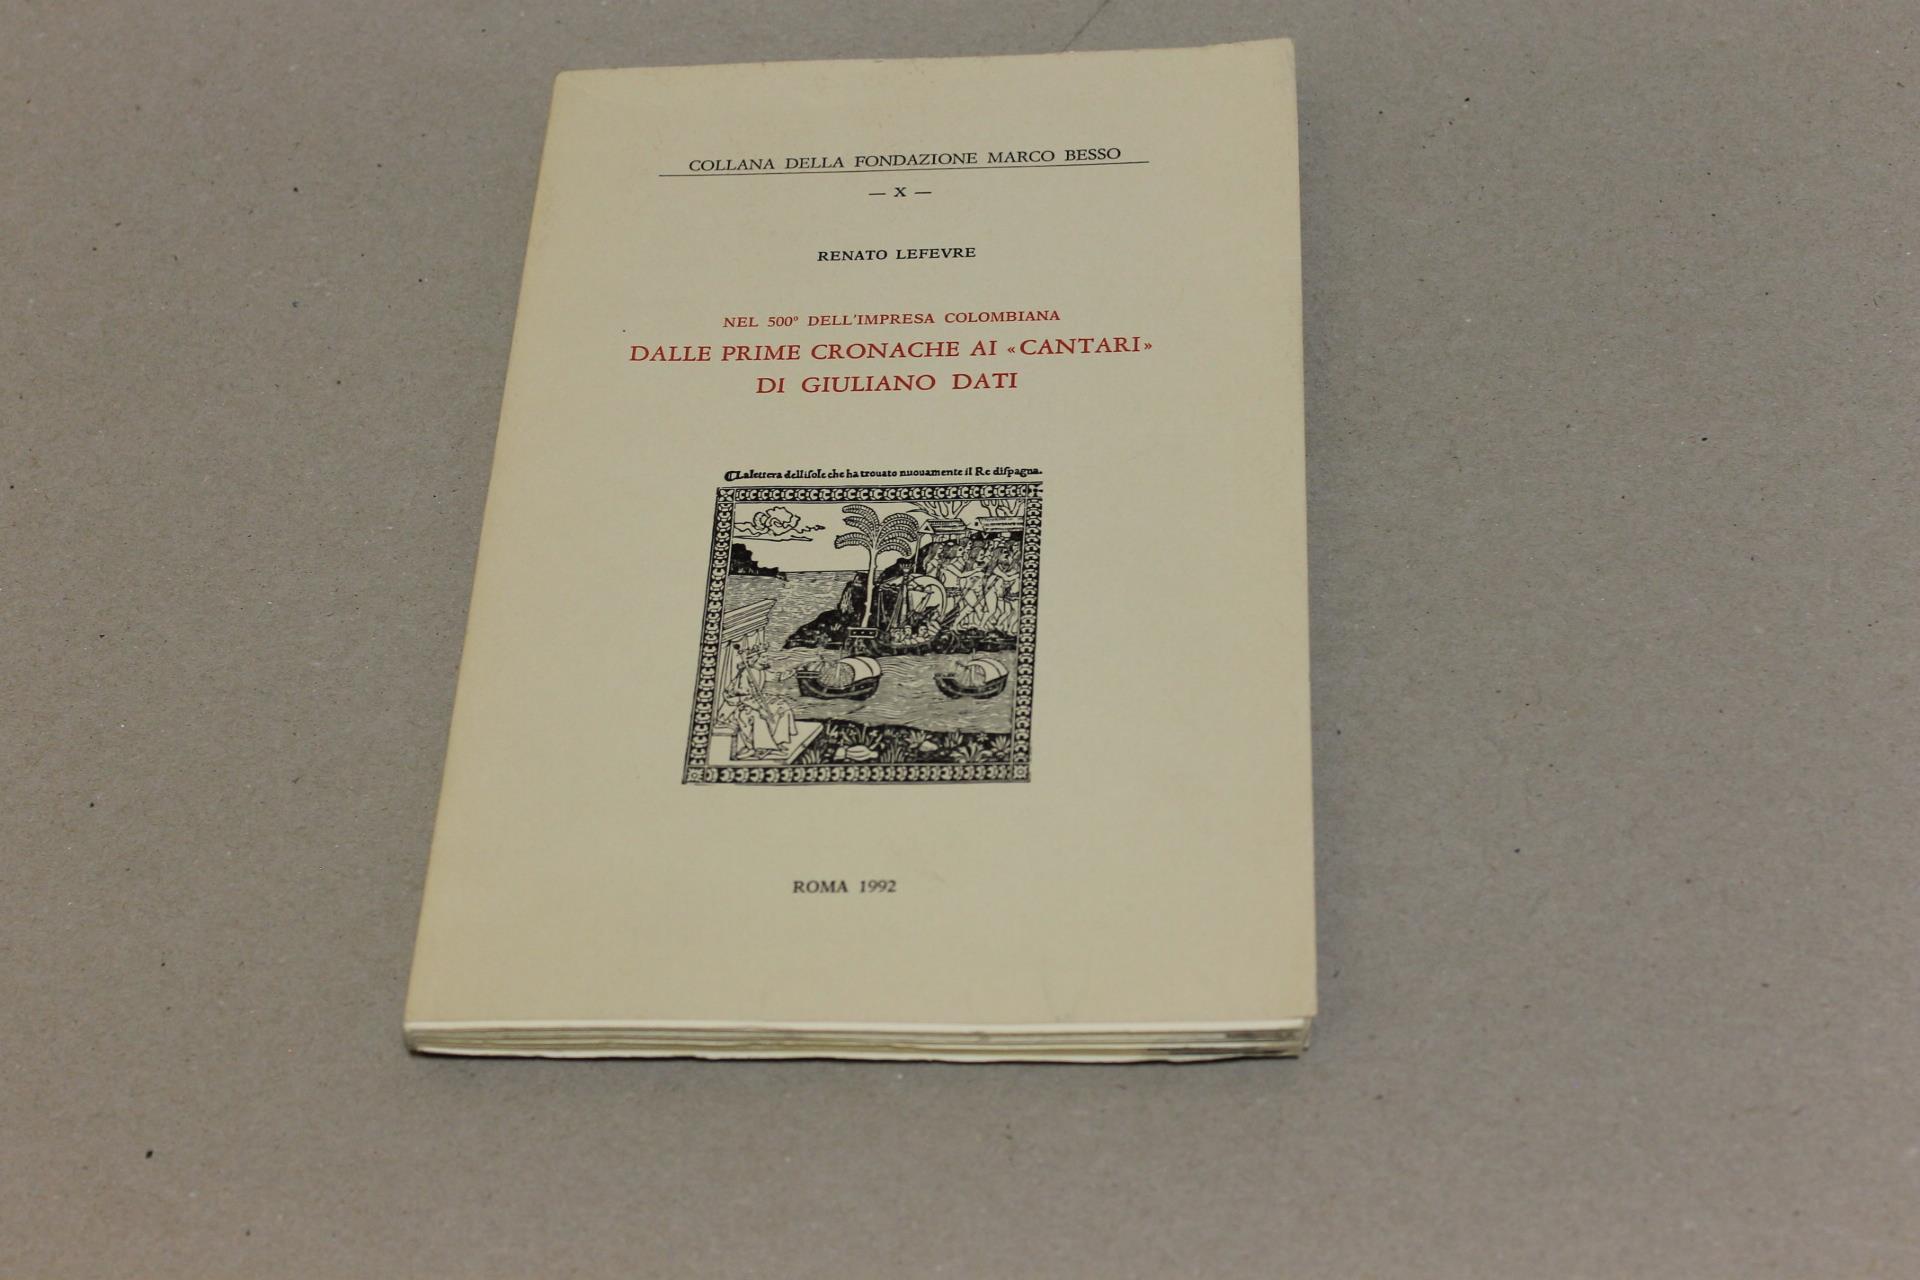 COLLANA DELLA FONDAZIONE MARCO BESSO
— X —
RENATO LEFEVRE
NEL 500º DELL'IMPRESA COLOMBIANA
DALLE PRIME CRONACHE AI «CANTARI»
DI GIULIANO DATI
La lettera dellisole che ha trouato nuouamente il Re dispagna.
ROMA 1992